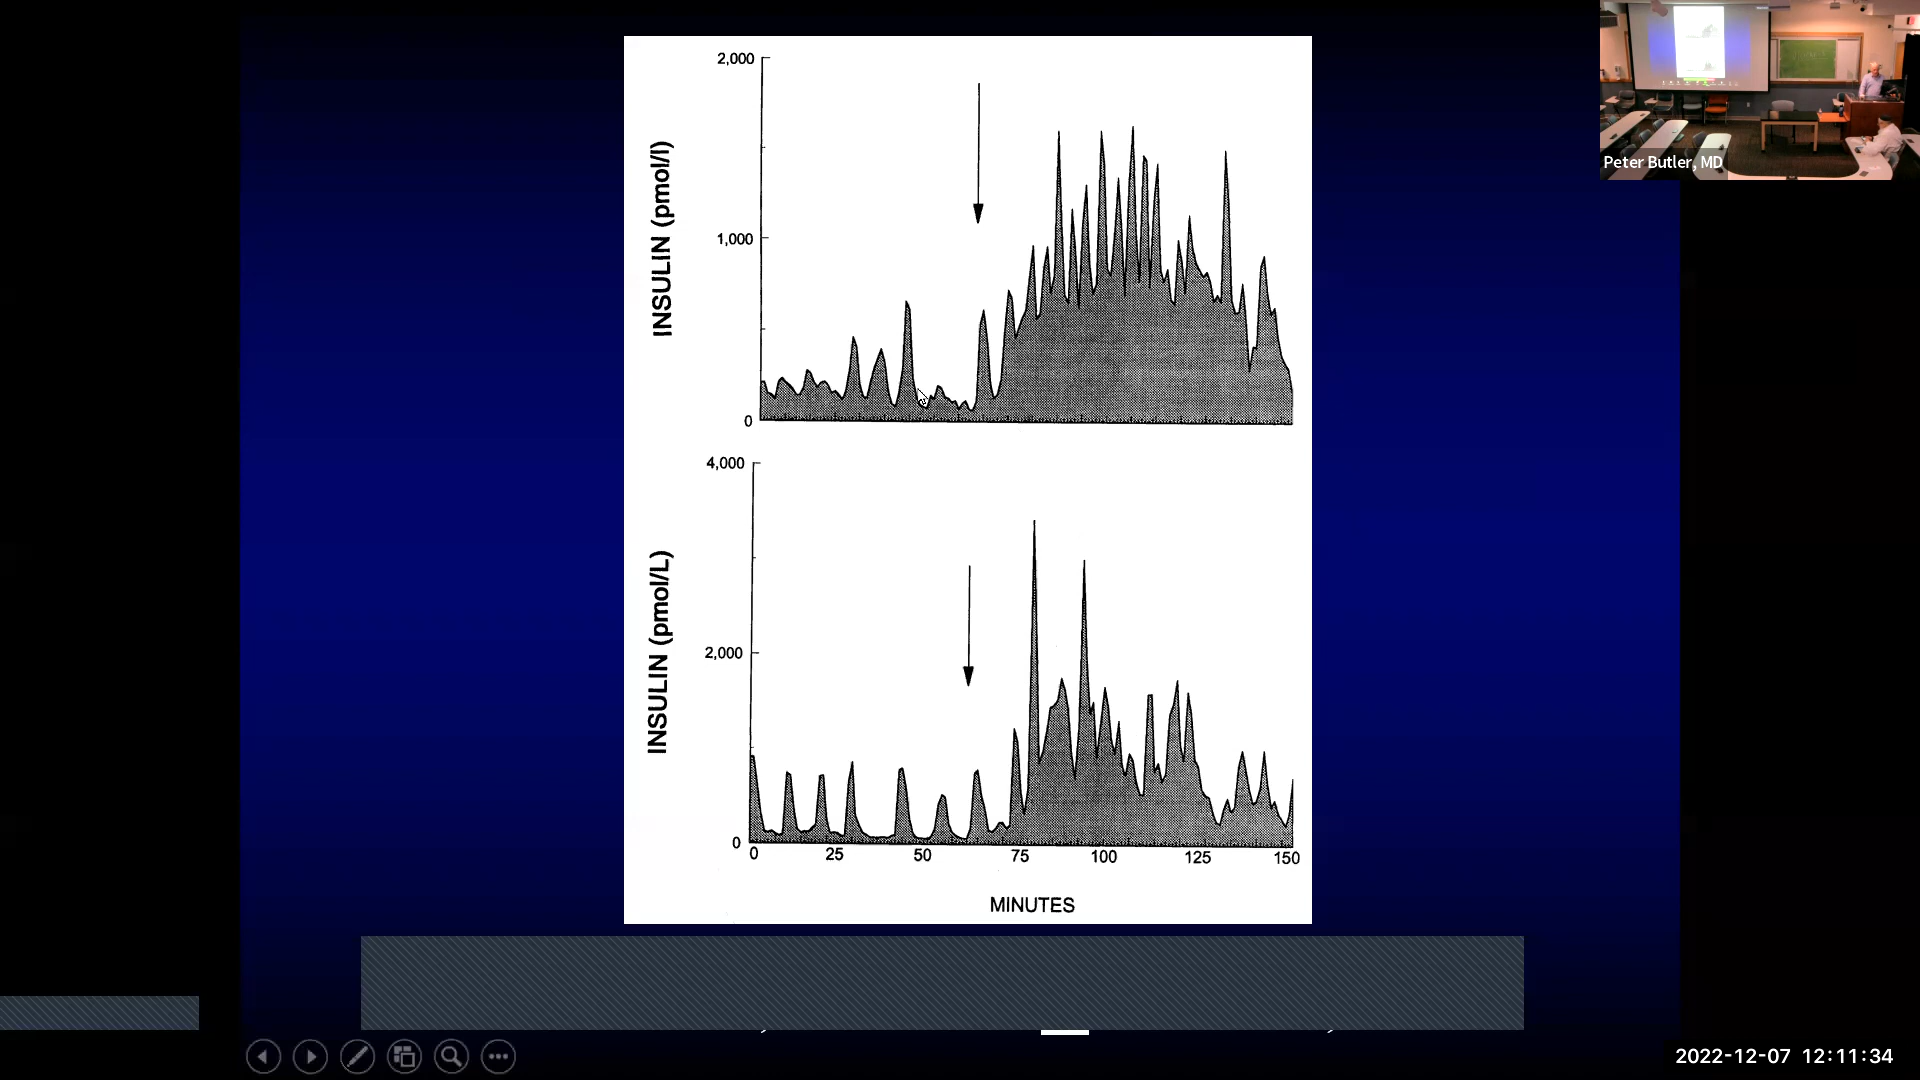 2,000
1,000
0
INSULIN (pmol/l)
4,000
2,000
0
INSULIN (pmol/L)
0 25 50 75 100 125 150
MINUTES
Peter Butler, MD
2022-12-07 12:11:34